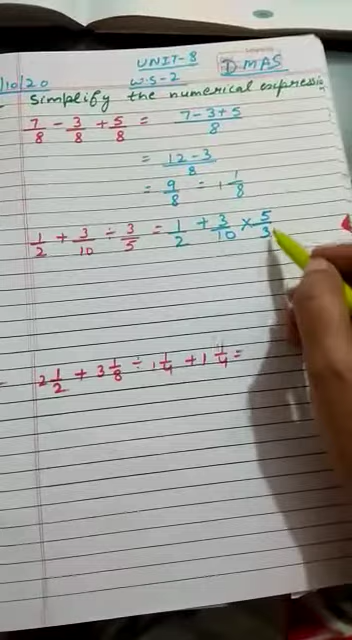 /10/20 UNIT-8 DMAS
W.S-2
Simplify the numerical expression
7/8 - 3/8 + 5/8 = 7-3+5/8
= 12-3/8
= 9/8 = 1 1/8
1/2 + 3/10 ÷ 3/5 = 1/2 + 3/10 × 5/3
2 1/2 + 3 1/8 ÷ 1 1/4 + 1 1/4 =